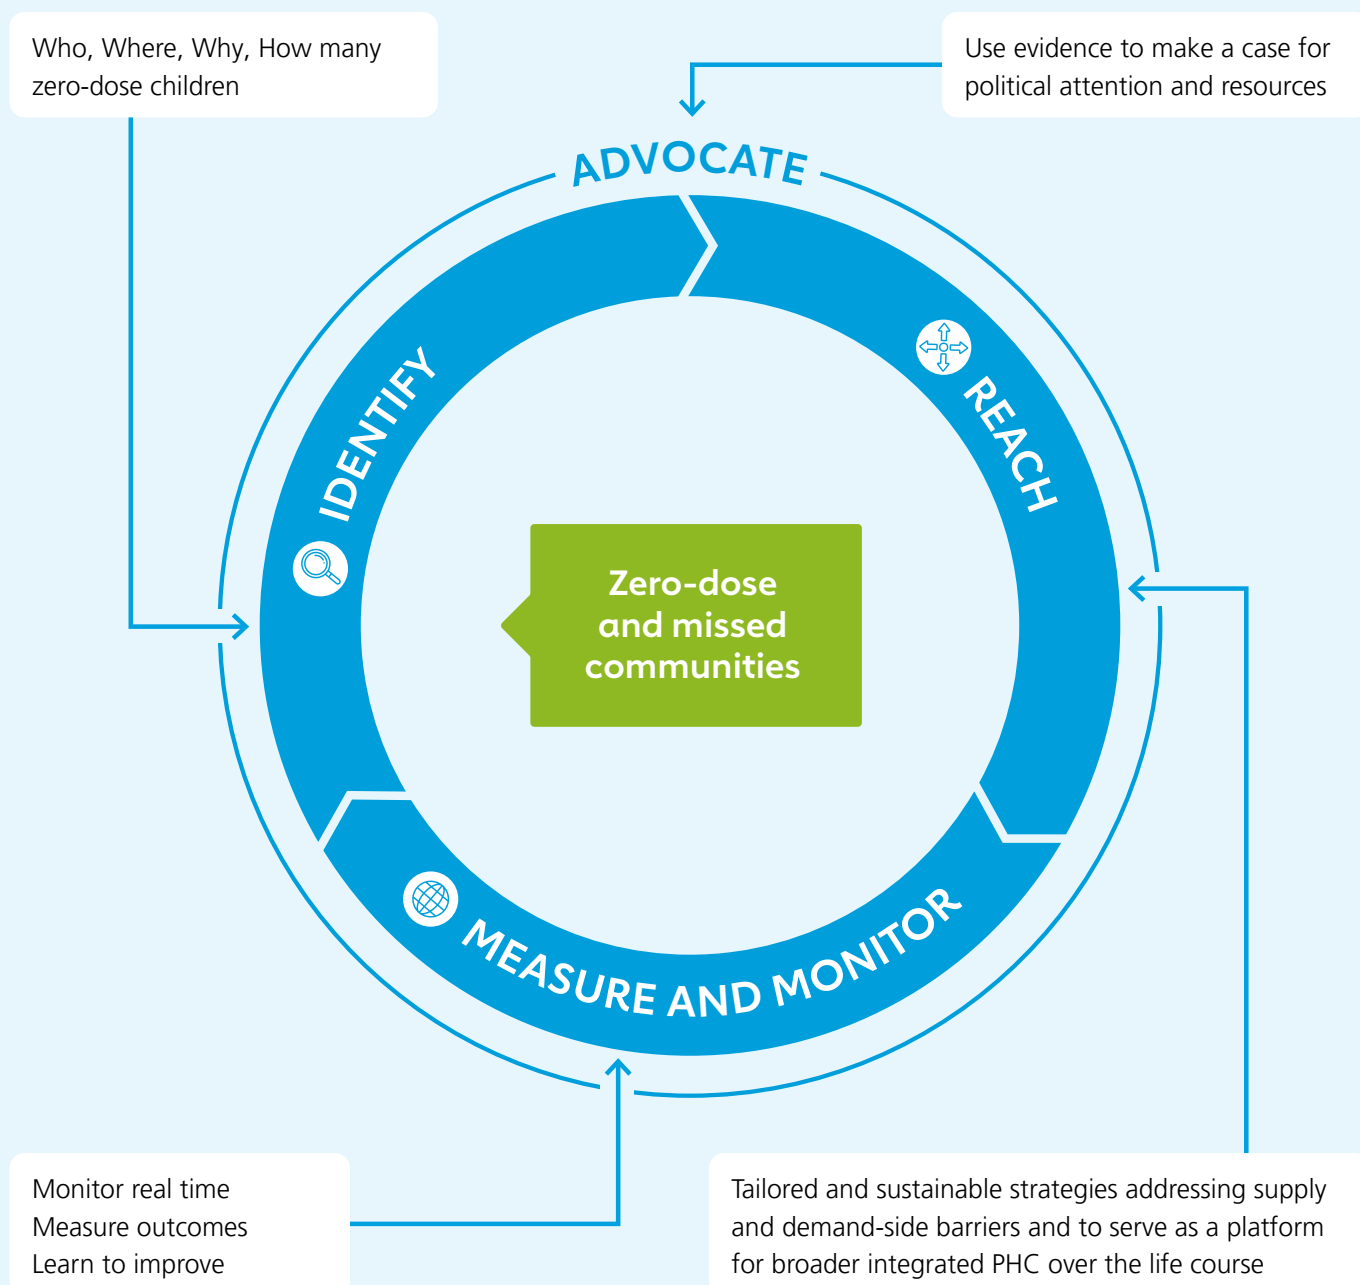 Who, Where, Why, How many
zero-dose children
Use evidence to make a case for
political attention and resources
ADVOCATE
IDENTIFY
REACH
Zero-dose
and missed
communities
MEASURE AND MONITOR
Monitor real time
Measure outcomes
Learn to improve
Tailored and sustainable strategies addressing supply
and demand-side barriers and to serve as a platform
for broader integrated PHC over the life course